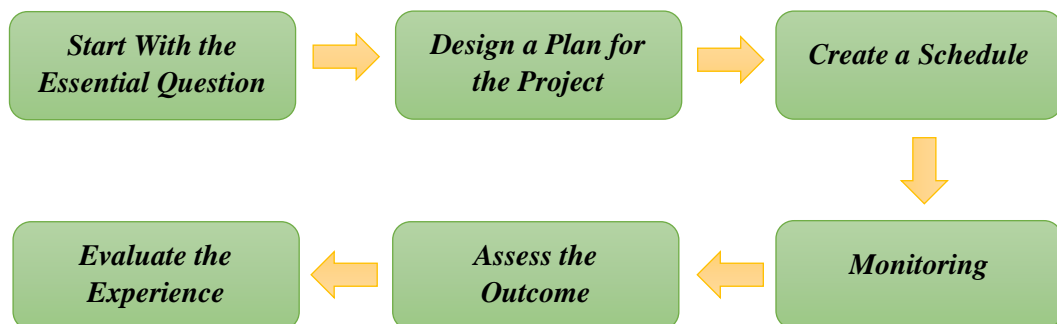 Start With the
Essential Question
Design a Plan for
the Project
Create a Schedule
Monitoring
Assess the
Outcome
Evaluate the
Experience